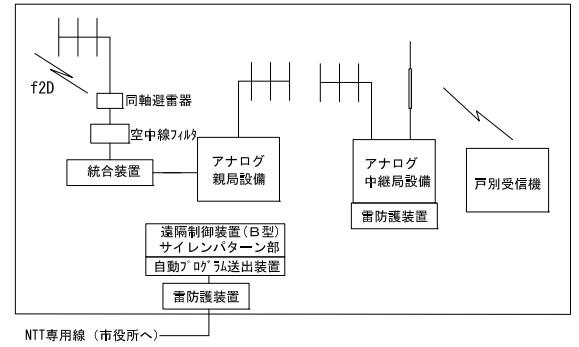 f2D
同軸避雷器
空中線フィルタ
統合装置
アナログ
親局設備
アナログ
中継局設備
雷防護装置
戸別受信機
遠隔制御装置(B型)
サイレンパターン部
自動プログラム送出装置
雷防護装置
NTT専用線(市役所へ)